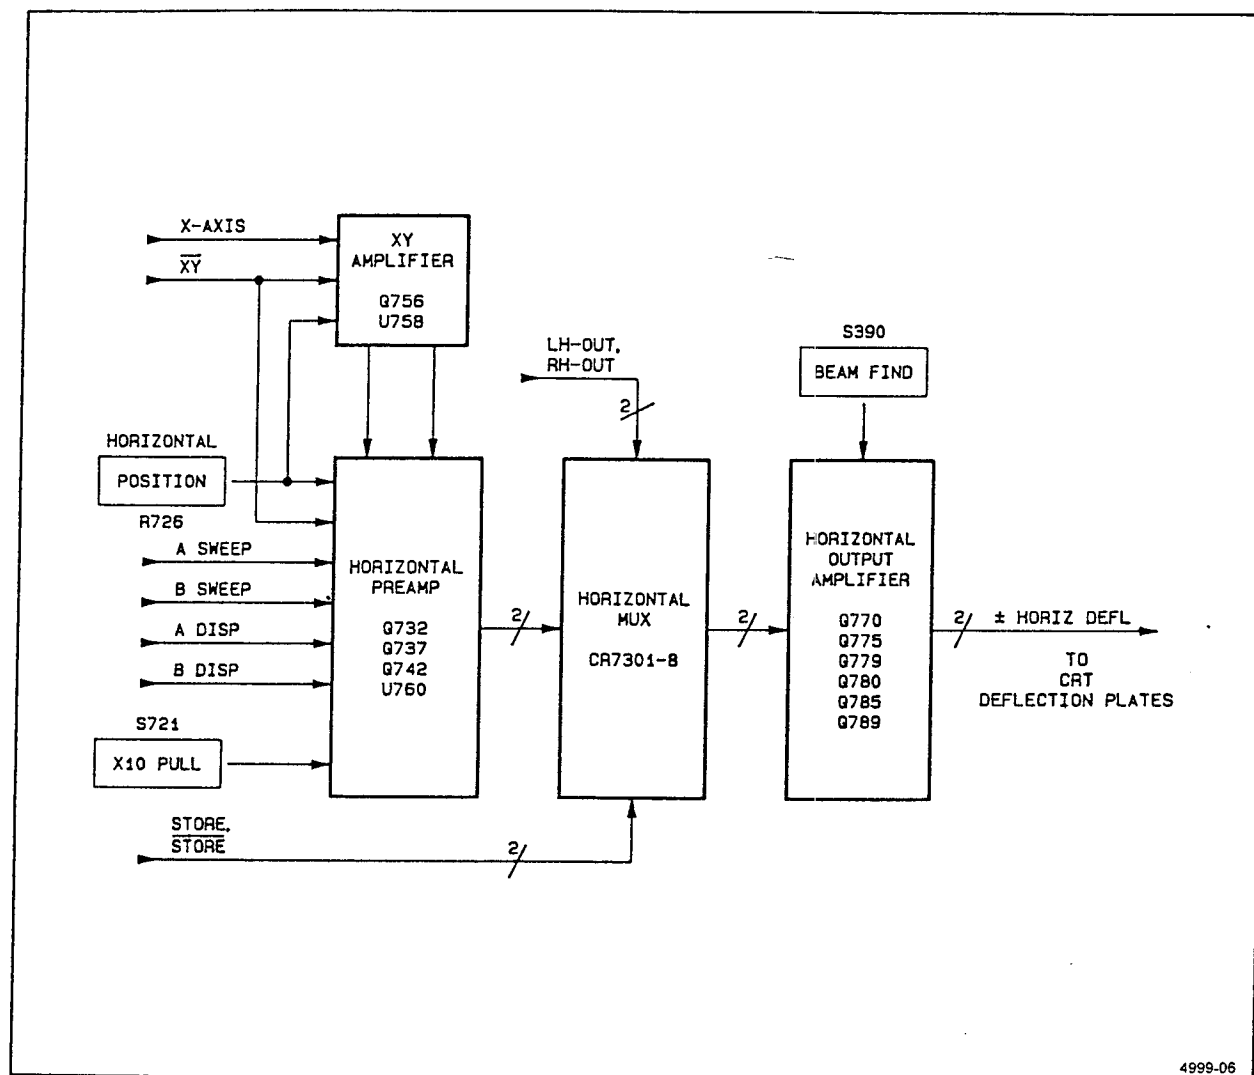 X-AXIS
XY
XY
AMPLIFIER
Q756
U758
LH-OUT,
RH-OUT
2
S390
BEAM FIND
HORIZONTAL
POSITION
R726
A SWEEP
B SWEEP
A DISP
B DISP
S721
X10 PULL
HORIZONTAL
PREAMP
Q732
Q737
Q742
U760
2
HORIZONTAL
MUX
CR7301-8
2
HORIZONTAL
OUTPUT
AMPLIFIER
Q770
Q775
Q779
Q780
Q785
Q789
2
± HORIZ DEFL
TO
CRT
DEFLECTION PLATES
STORE,
STORE
2
4999-06